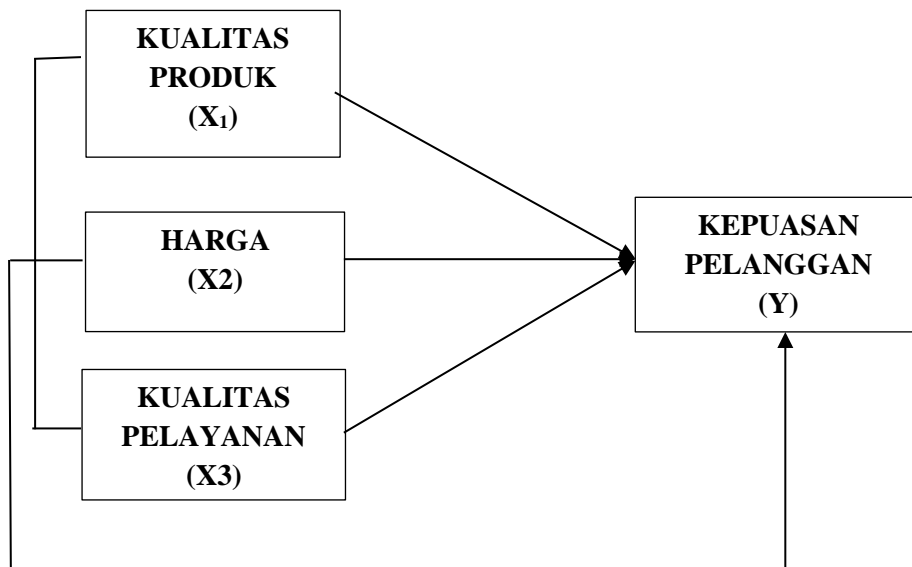 KUALITAS
PRODUK
(X₁)
HARGA
(X2)
KUALITAS
PELAYANAN
(X3)
KEPUASAN
PELANGGAN
(Y)